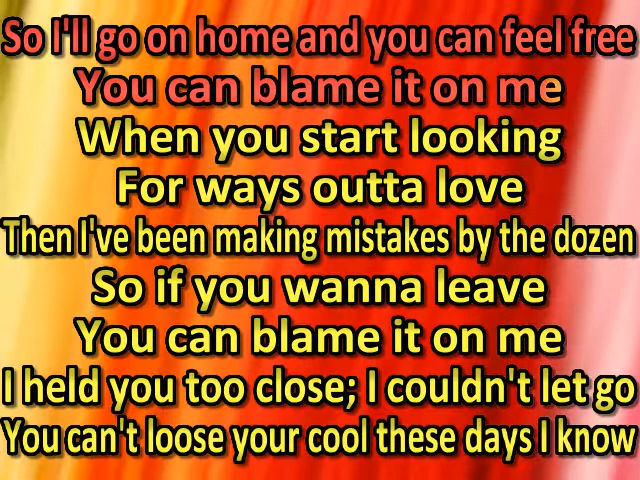 So I'll go on home and you can feel free
You can blame it on me
When you start looking
For ways outta love
Then I've been making mistakes by the dozen
So if you wanna leave
You can blame it on me
I held you too close; I couldn't let go
You can't loose your cool these days I know